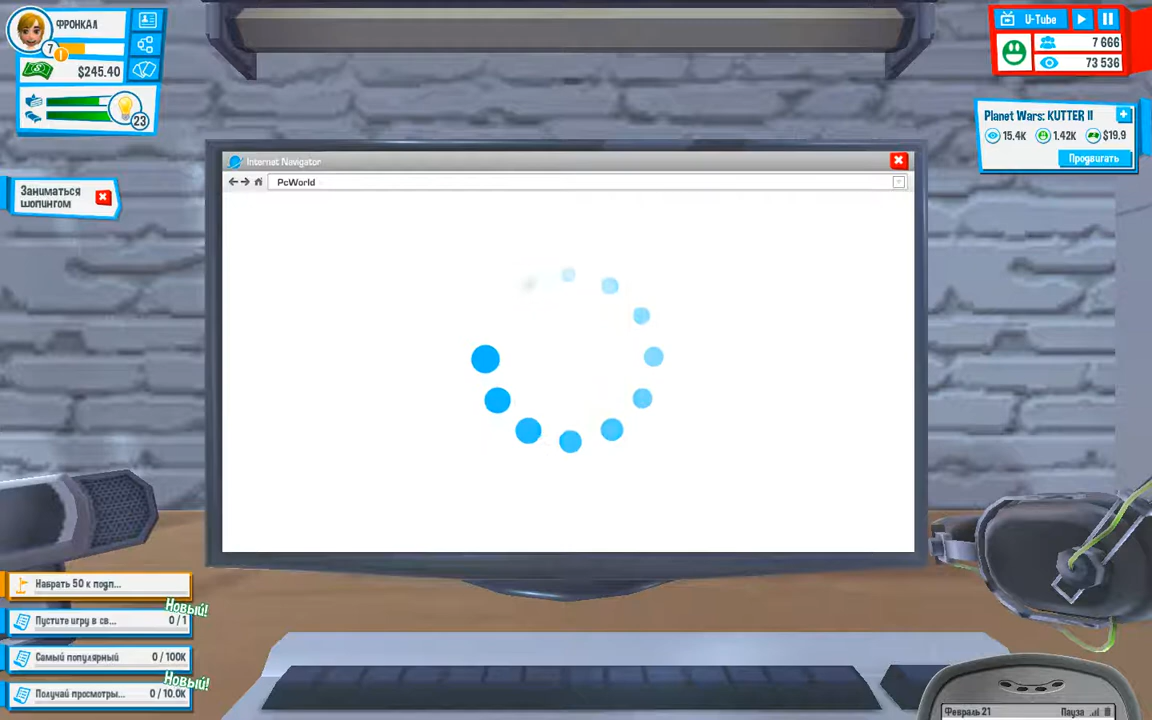 ФРОНКАЛ
7
!
$245.40
23
Заниматься
шопингом
Internet Navigator
PcWorld
U-Tube
7 666
73 536
Planet Wars: KUTTER II
15.4K 1.42K $19.9
Продвигать
Набрать 50 к подп...
Новый!
Пустите игру в св... 0 / 1
Самый популярный 0 / 100K
Новый!
Получай просмотры... 0 / 10.0K
Февраль 21 Пауза